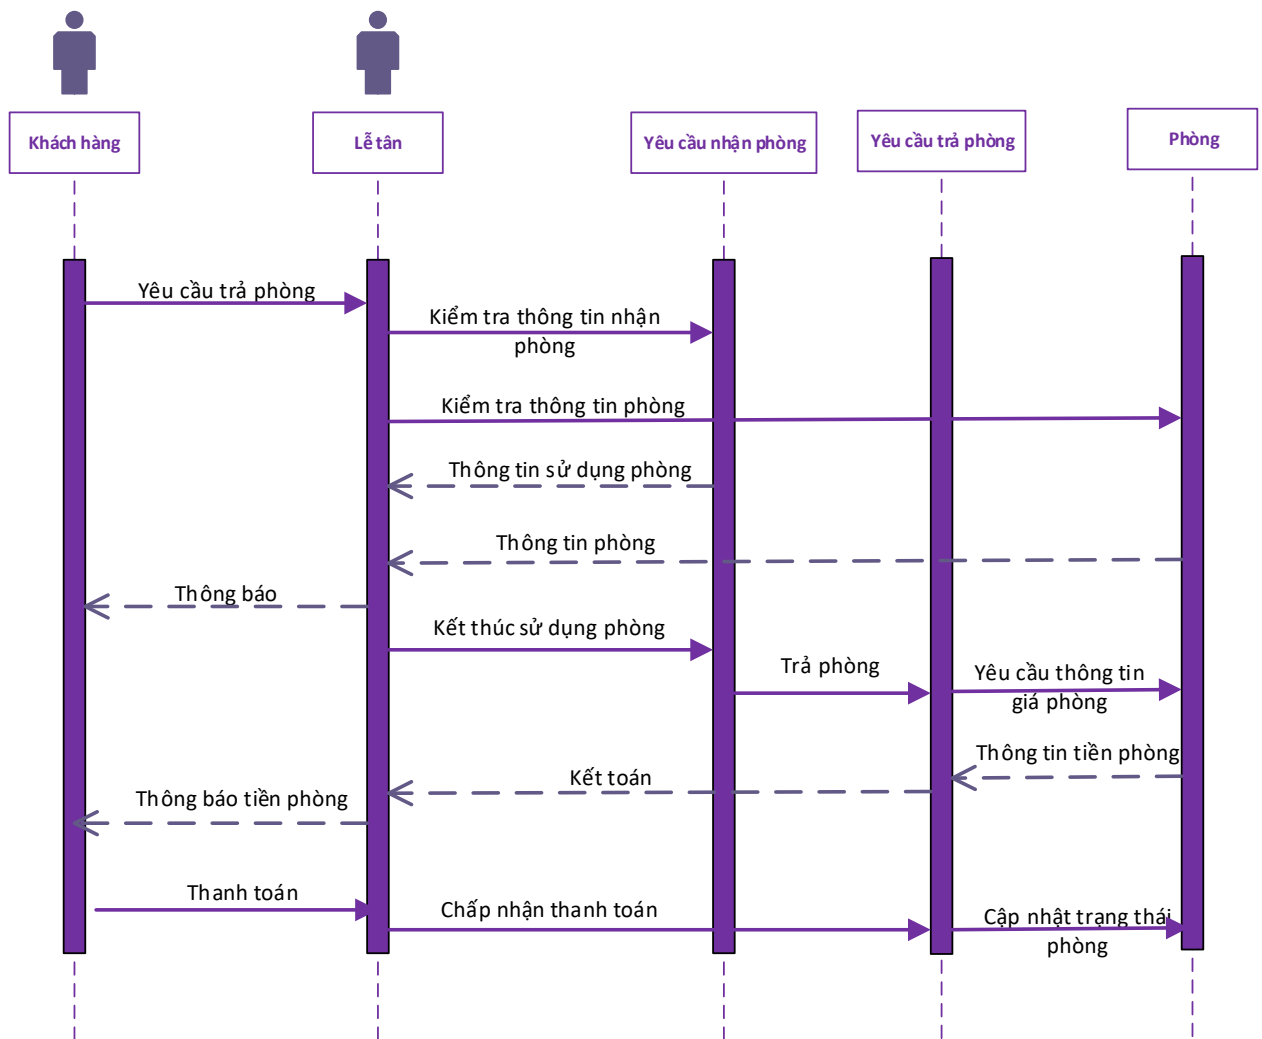 Khách hàng
Lễ tân
Yêu cầu nhận phòng
Yêu cầu trả phòng
Phòng
Yêu cầu trả phòng
Kiểm tra thông tin nhận
phòng
Kiểm tra thông tin phòng
Thông tin sử dụng phòng
Thông tin phòng
Thông báo
Kết thúc sử dụng phòng
Trả phòng
Yêu cầu thông tin
giá phòng
Thông tin tiền phòng
Kết toán
Thông báo tiền phòng
Thanh toán
Chấp nhận thanh toán
Cập nhật trạng thái
phòng